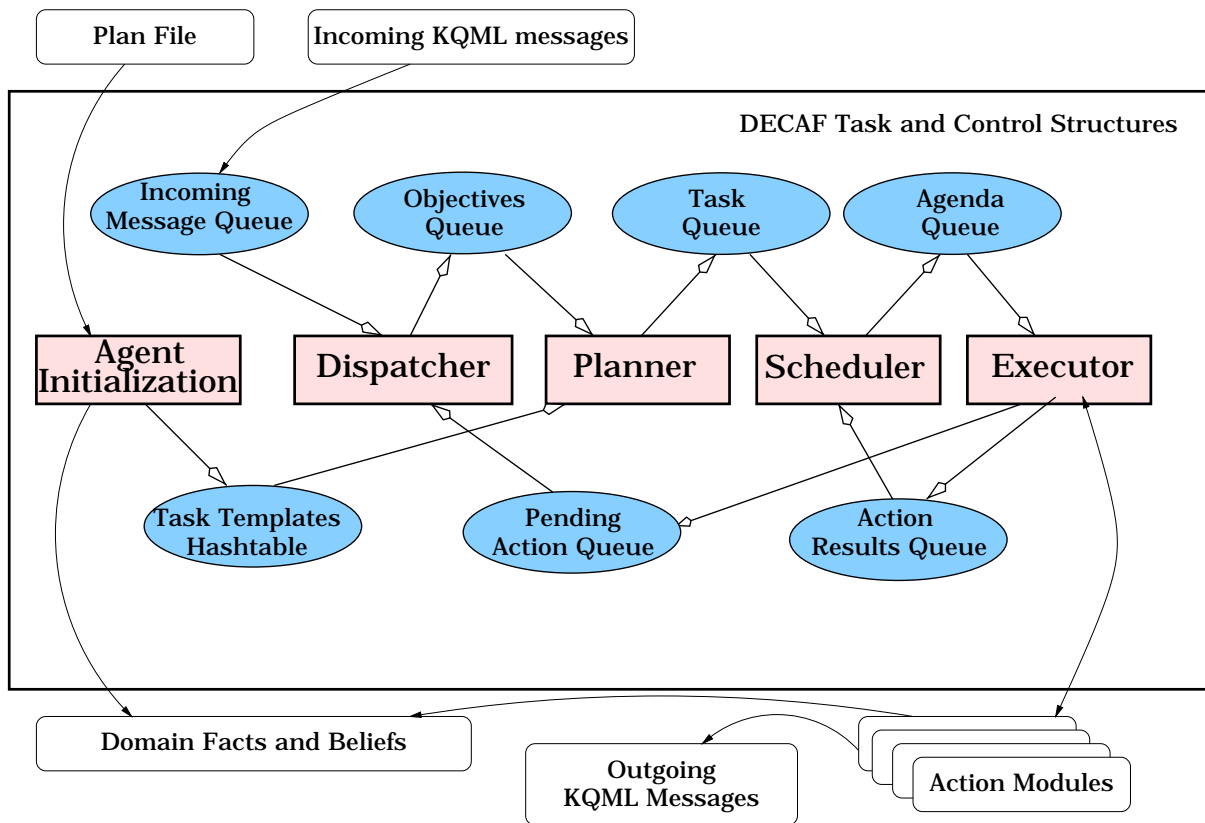 Plan File
Incoming KQML messages
DECAF Task and Control Structures
Incoming
Message Queue
Objectives
Queue
Task
Queue
Agenda
Queue
Agent
Initialization
Dispatcher
Planner
Scheduler
Executor
Task Templates
Hashtable
Pending
Action Queue
Action
Results Queue
Domain Facts and Beliefs
Outgoing
KQML Messages
Action Modules